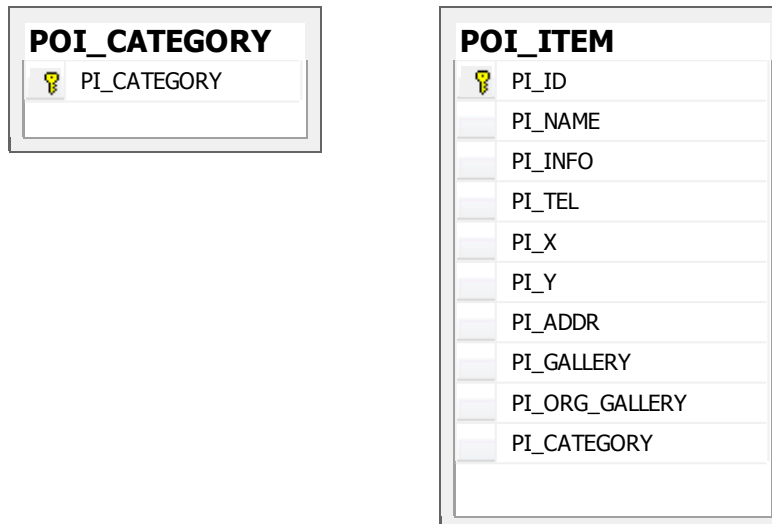 POI_CATEGORY
PI_CATEGORY
POI_ITEM
PI_ID
PI_NAME
PI_INFO
PI_TEL
PI_X
PI_Y
PI_ADDR
PI_GALLERY
PI_ORG_GALLERY
PI_CATEGORY